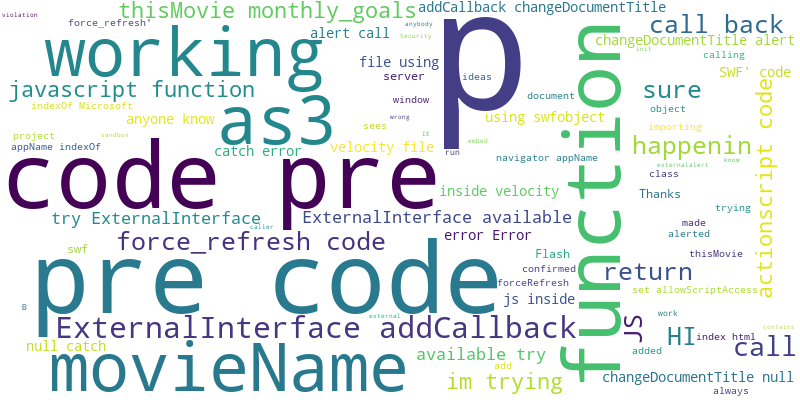 violation
force_refresh'
thisMovie monthly_goals
addCallback changeDocumentTitle
working
alert call
anybody
Security
p
call back
changeDocumentTitle alert
init
file using
server
ideas
calling
SWF' code
javascript function
as3
window
document
sure
object
indexOf Microsoft
anyone know
wrong
using swfobject
function
importing
project
sandbox
sees
IE
embed
happenin
actionscript code
appName indexOf
catch error
velocity file
run
navigator appName
externalalert
know
code pre
class
inside velocity
Thanks
trying
try ExternalInterface
ExternalInterface available
made
caller
force_refresh code
error Error
alerted
swf
Flash
thisMovie
pre code
confirmed
return
forceRefresh
set allowScriptAccess
js inside
B
external
work
contains
ExternalInterface addCallback
JS
HI
index html
call
null catch
movieName
available try
added
add
im trying
changeDocumentTitle null
always